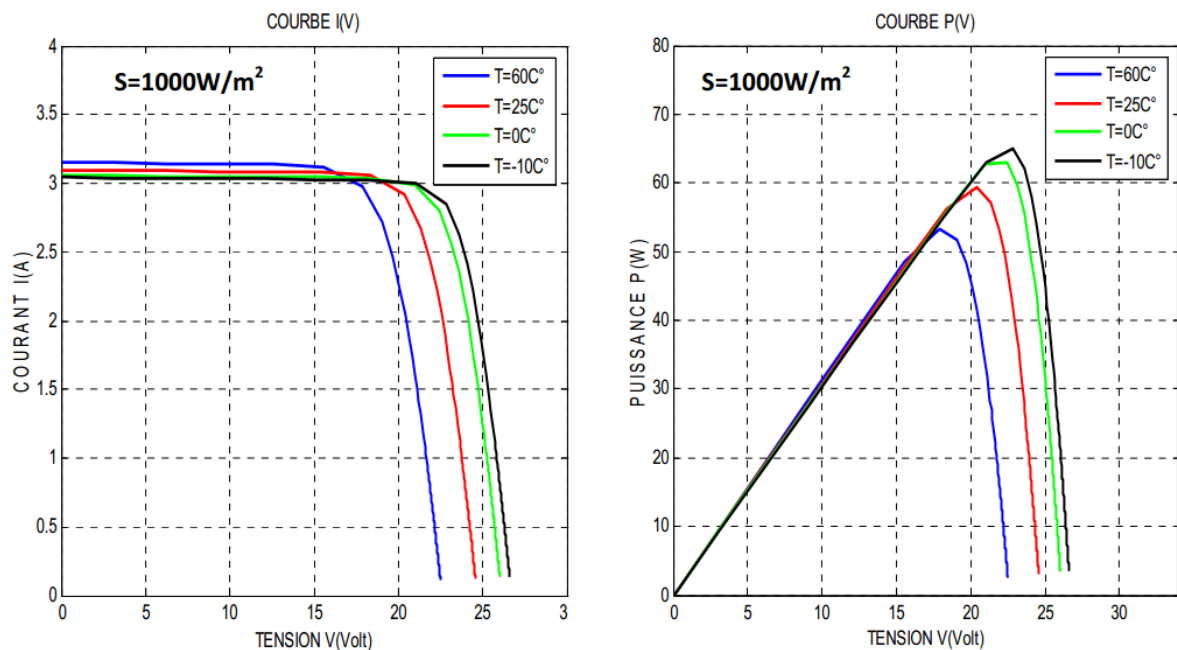 COURBE I(V)
S=1000W/m²
T=60C°
T=25C°
T=0C°
T=-10C°
4
3.5
3
2.5
2
1.5
1
0.5
0
COURANT I(A)
0 5 10 15 20 25 3
TENSION V(Volt)
COURBE P(V)
S=1000W/m²
T=60C°
T=25C°
T=0C°
T=-10C°
80
70
60
50
40
30
20
10
0
PUISSANCE P(W)
0 5 10 15 20 25 30
TENSION V(Volt)